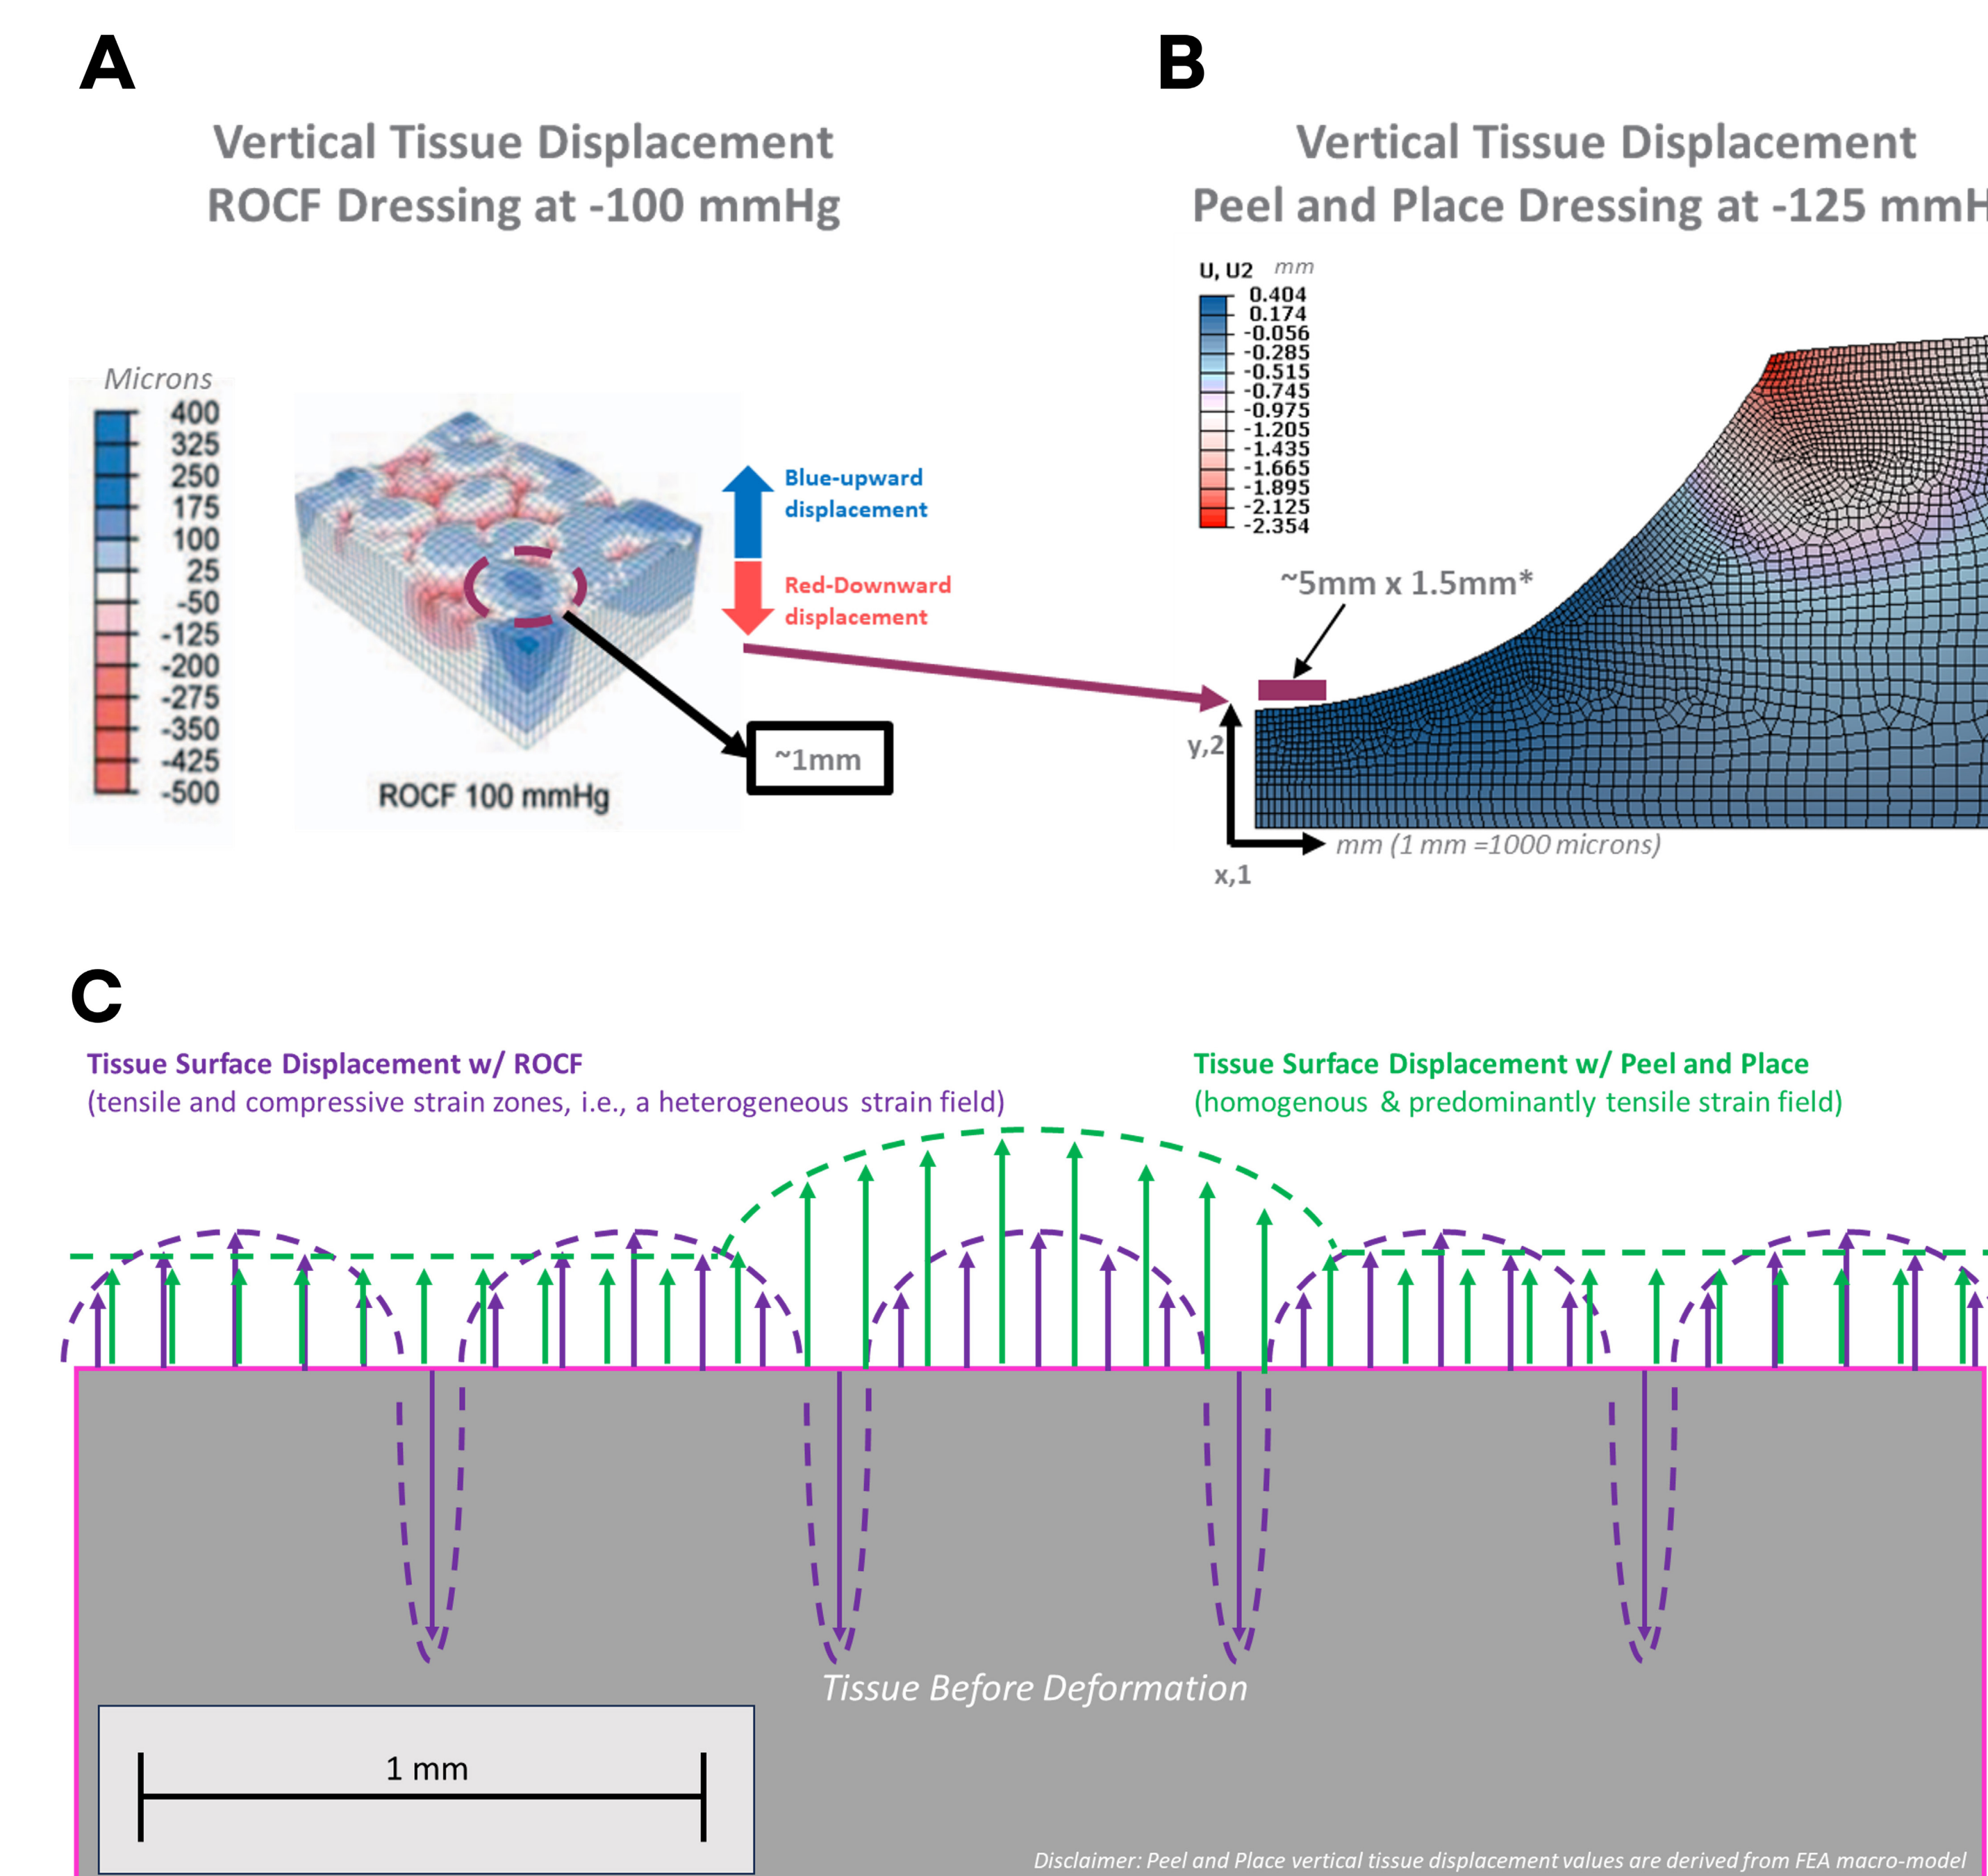 A
Vertical Tissue Displacement
ROCF Dressing at -100 mmHg
Microns
400
325
250
175
100
25
-50
-125
-200
-275
-350
-425
-500
Blue-upward
displacement
Red-Downward
displacement
~1mm
ROCF 100 mmHg
B
Vertical Tissue Displacement
Peel and Place Dressing at -125 mmH
U, U2 mm
0.404
0.174
-0.056
-0.285
-0.515
-0.745
-0.975
-1.205
-1.435
-1.665
-1.895
-2.125
-2.354
~5mm x 1.5mm*
y,2
mm (1 mm =1000 microns)
x,1
C
Tissue Surface Displacement w/ ROCF
(tensile and compressive strain zones, i.e., a heterogeneous strain field)
Tissue Surface Displacement w/ Peel and Place
(homogenous & predominantly tensile strain field)
Tissue Before Deformation
1 mm
Disclaimer: Peel and Place vertical tissue displacement values are derived from FEA macro-model